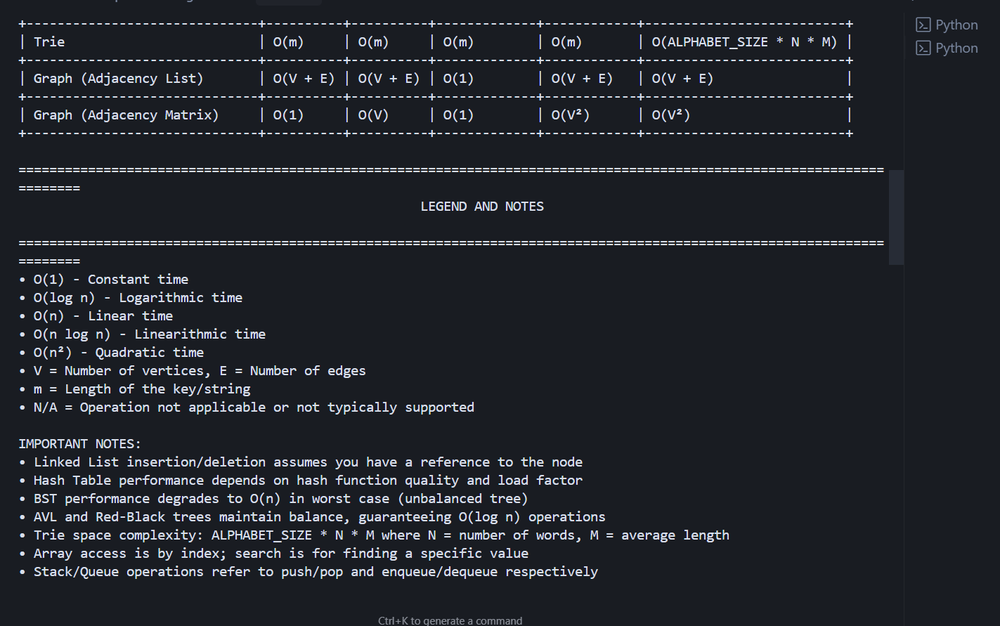 +------------------------------+----------+----------+-------------+------------+--------------------------+
| Trie | O(m) | O(m) | O(m) | O(m) | O(ALPHABET_SIZE * N * M) |
+------------------------------+----------+----------+-------------+------------+--------------------------+
| Graph (Adjacency List) | O(V + E) | O(V + E) | O(1) | O(V + E) | O(V + E) |
+------------------------------+----------+----------+-------------+------------+--------------------------+
| Graph (Adjacency Matrix) | O(1) | O(V) | O(1) | O(V²) | O(V²) |
+------------------------------+----------+----------+-------------+------------+--------------------------+
================================================================================================================
========
LEGEND AND NOTES
================================================================================================================
========
• O(1) - Constant time
• O(log n) - Logarithmic time
• O(n) - Linear time
• O(n log n) - Linearithmic time
• O(n²) - Quadratic time
• V = Number of vertices, E = Number of edges
• m = Length of the key/string
• N/A = Operation not applicable or not typically supported
IMPORTANT NOTES:
• Linked List insertion/deletion assumes you have a reference to the node
• Hash Table performance depends on hash function quality and load factor
• BST performance degrades to O(n) in worst case (unbalanced tree)
• AVL and Red-Black trees maintain balance, guaranteeing O(log n) operations
• Trie space complexity: ALPHABET_SIZE * N * M where N = number of words, M = average length
• Array access is by index; search is for finding a specific value
• Stack/Queue operations refer to push/pop and enqueue/dequeue respectively
Ctrl+K to generate a command
Python
Python